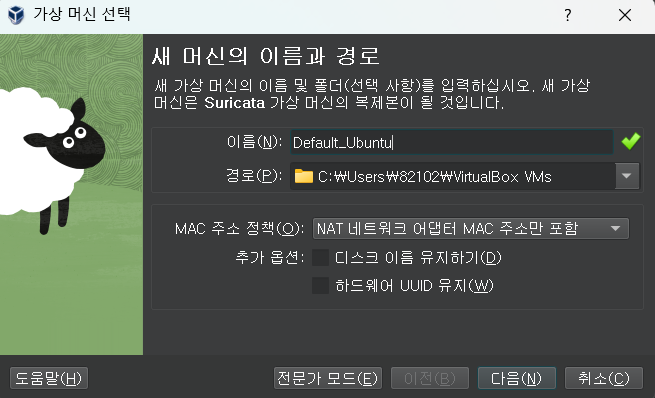 가상 머신 선택
새 머신의 이름과 경로
새 가상 머신의 이름 및 폴더(선택 사항)를 입력하십시오. 새 가상
머신은 Suricata 가상 머신의 복제본이 될 것입니다.
이름(N): Default_Ubuntu
경로(P): C:₩Users₩82102₩VirtualBox VMs
MAC 주소 정책(O): NAT 네트워크 어댑터 MAC 주소만 포함
추가 옵션: 디스크 이름 유지하기(D)
하드웨어 UUID 유지(W)
도움말(H) 전문가 모드(E) 이전(B) 다음(N) 취소(C)